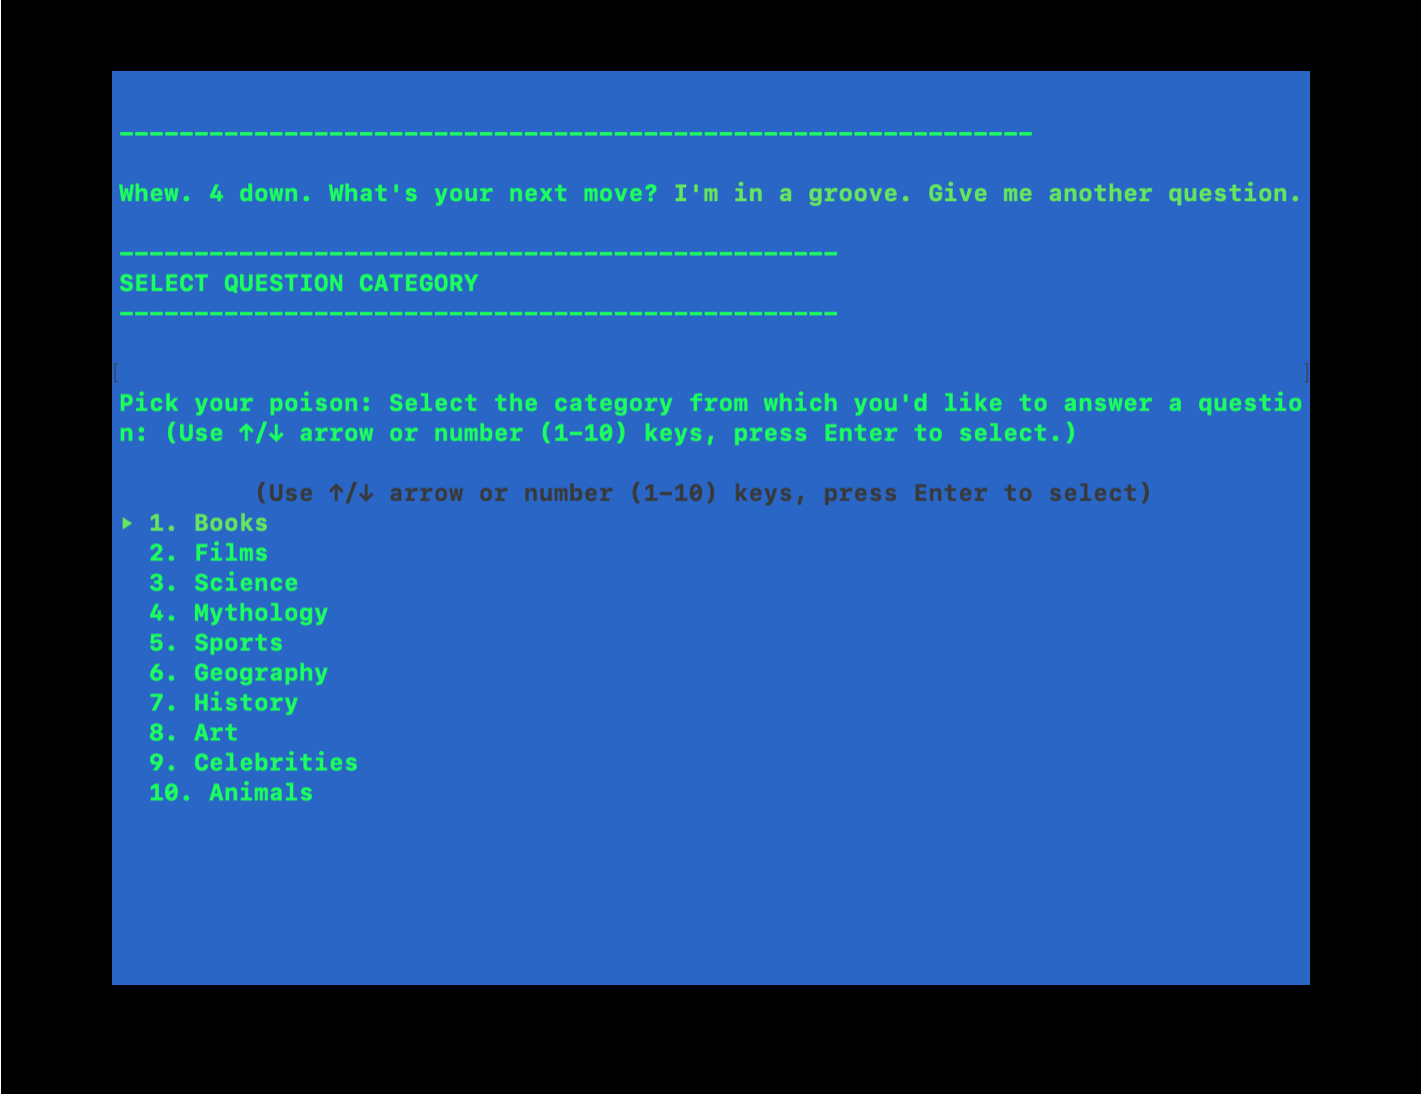 -------------------------------------------------------------
Whew. 4 down. What's your next move? I'm in a groove. Give me another question.
------------------------------------------------
SELECT QUESTION CATEGORY
------------------------------------------------
[ ]
Pick your poison: Select the category from which you'd like to answer a questio
n: (Use ↑/↓ arrow or number (1-10) keys, press Enter to select.)
(Use ↑/↓ arrow or number (1-10) keys, press Enter to select)
‣ 1. Books
2. Films
3. Science
4. Mythology
5. Sports
6. Geography
7. History
8. Art
9. Celebrities
10. Animals